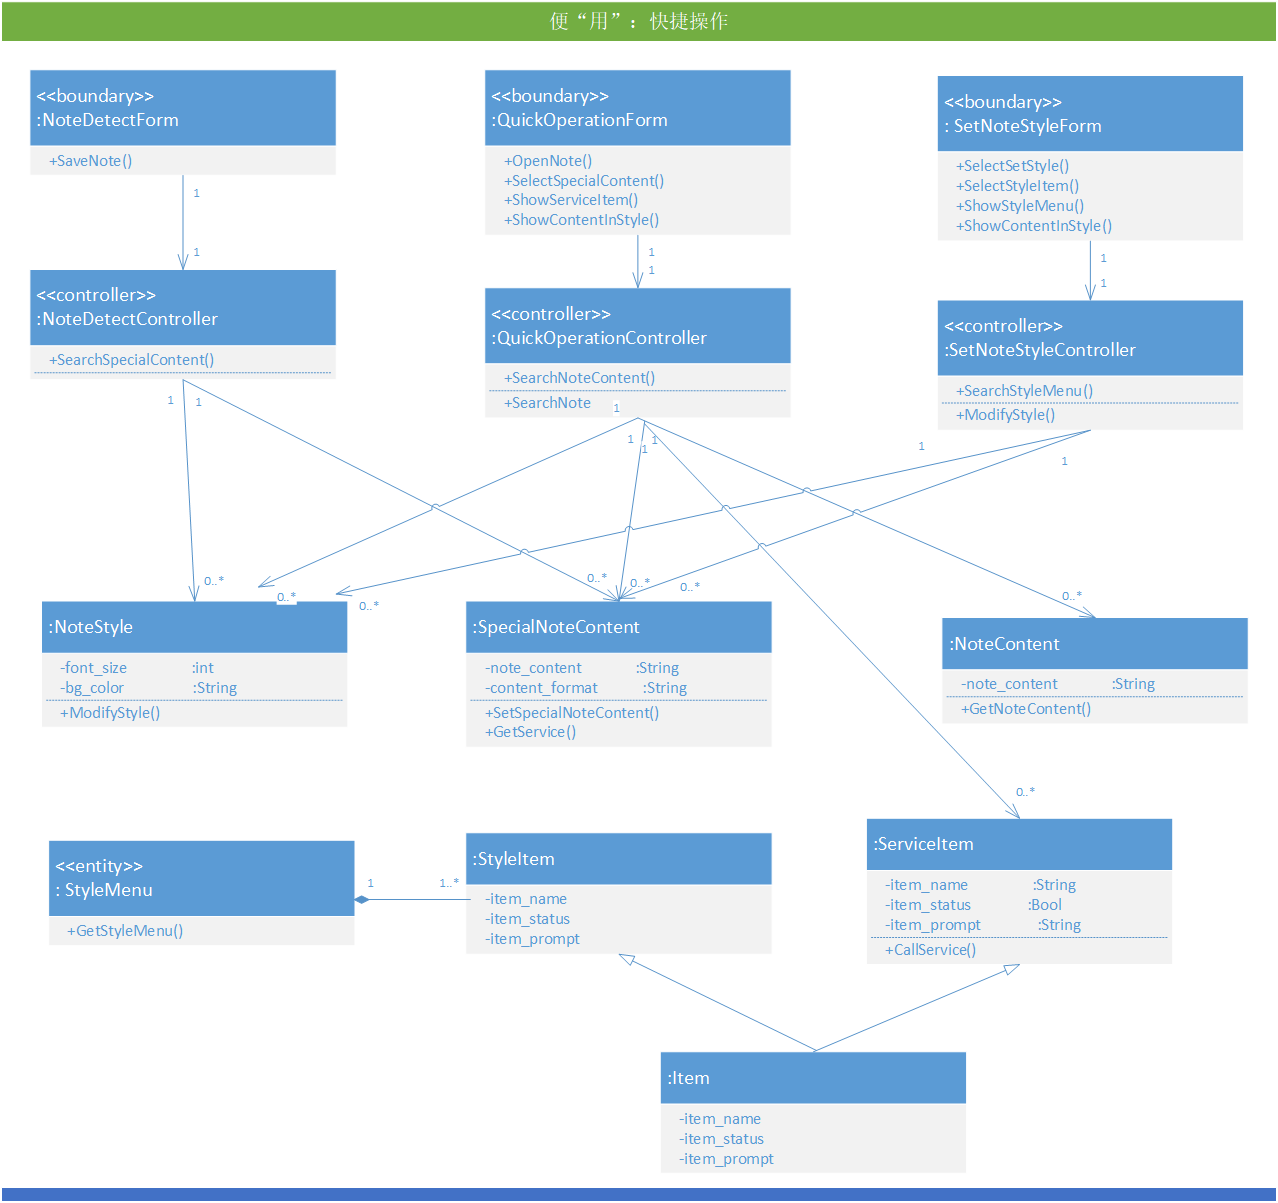 便“用”：快捷操作
<<boundary>>
:NoteDetectForm
+SaveNote()
<<boundary>>
:QuickOperationForm
+OpenNote()
+SelectSpecialContent()
+ShowServiceItem()
+ShowContentInStyle()
<<boundary>>
: SetNoteStyleForm
+SelectSetStyle()
+SelectStyleItem()
+ShowStyleMenu()
+ShowContentInStyle()
1
1
1
1
1
1
<<controller>>
:NoteDetectController
+SearchSpecialContent()
<<controller>>
:QuickOperationController
+SearchNoteContent()
+SearchNote
<<controller>>
:SetNoteStyleController
+SearchStyleMenu()
+ModifyStyle()
1
1
1
1
1
1
1
1
0..*
0..*
0..*
0..*
0..*
0..*
0..*
:NoteStyle
-font_size :int
-bg_color :String
+ModifyStyle()
:SpecialNoteContent
-note_content :String
-content_format :String
+SetSpecialNoteContent()
+GetService()
:NoteContent
-note_content :String
+GetNoteContent()
0..*
<<entity>>
: StyleMenu
+GetStyleMenu()
1
1..*
:StyleItem
-item_name
-item_status
-item_prompt
:ServiceItem
-item_name :String
-item_status :Bool
-item_prompt :String
+CallService()
:Item
-item_name
-item_status
-item_prompt